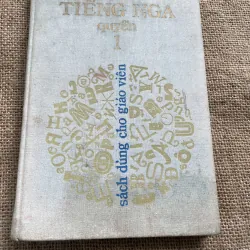 TIẾNG NGA
quyển
1
sách dùng cho giáo viên